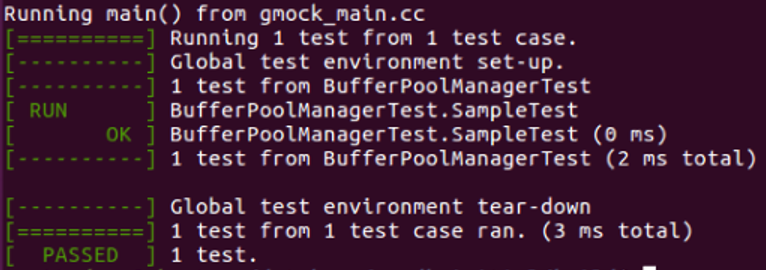 Running main() from gmock_main.cc
[==========] Running 1 test from 1 test case.
[----------] Global test environment set-up.
[----------] 1 test from BufferPoolManagerTest
[ RUN      ] BufferPoolManagerTest.SampleTest
[       OK ] BufferPoolManagerTest.SampleTest (0 ms)
[----------] 1 test from BufferPoolManagerTest (2 ms total)

[----------] Global test environment tear-down
[==========] 1 test from 1 test case ran. (3 ms total)
[  PASSED  ] 1 test.